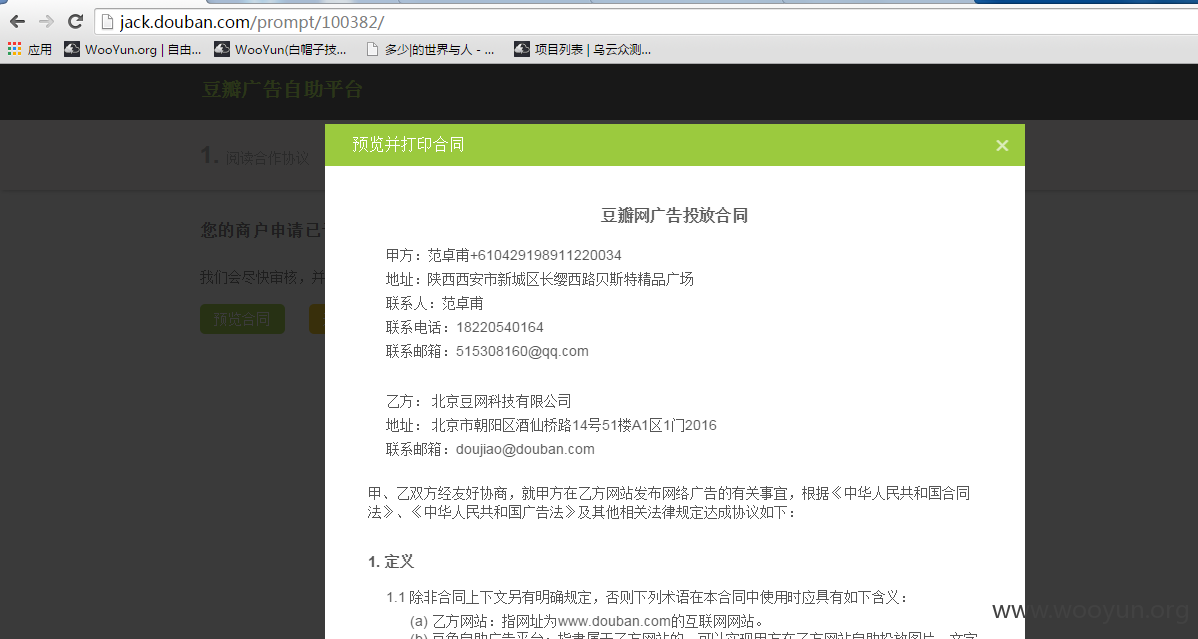 jack.douban.com/prompt/100382/
应用 WooYun.org | 自由... WooYun(白帽子技... 多少|的世界与人 - ... 项目列表 | 乌云众测...
豆瓣广告自助平台
预览并打印合同 ×
1. 阅读合作协议
豆瓣网广告投放合同
您的商户申请已
甲方：范卓甫+610429198911220034
我们会尽快审核，并
地址：陕西西安市新城区长缨西路贝斯特精品广场
联系人：范卓甫
预览合同
联系电话：18220540164
联系邮箱：515308160@qq.com
乙方： 北京豆网科技有限公司
地址： 北京市朝阳区酒仙桥路14号51楼A1区1门2016
联系邮箱：doujiao@douban.com
甲、乙双方经友好协商，就甲方在乙方网站发布网络广告的有关事宜，根据《中华人民共和国合同
法》、《中华人民共和国广告法》及其他相关法律规定达成协议如下：
1. 定义
1.1 除非合同上下文另有明确规定，否则下列术语在本合同中使用时应具有如下含义：
(a) 乙方网站：指网址为www.douban.com的互联网网站。
www.wooyun.org